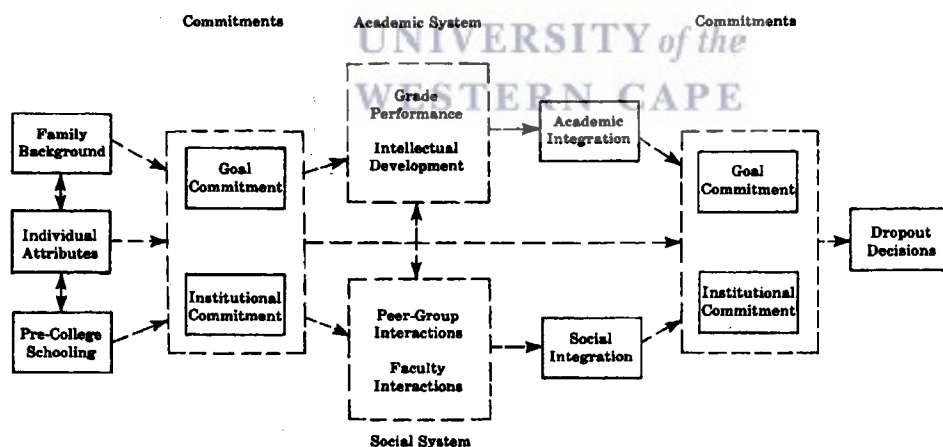 Commitments
Academic System
Commitments
UNIVERSITY of the
WESTERN CAPE
Family
Background
Individual
Attributes
Pre-College
Schooling
Goal
Commitment
Institutional
Commitment
Grade
Performance
Intellectual
Development
Peer-Group
Interactions
Faculty
Interactions
Social System
Academic
Integration
Social
Integration
Goal
Commitment
Institutional
Commitment
Dropout
Decisions